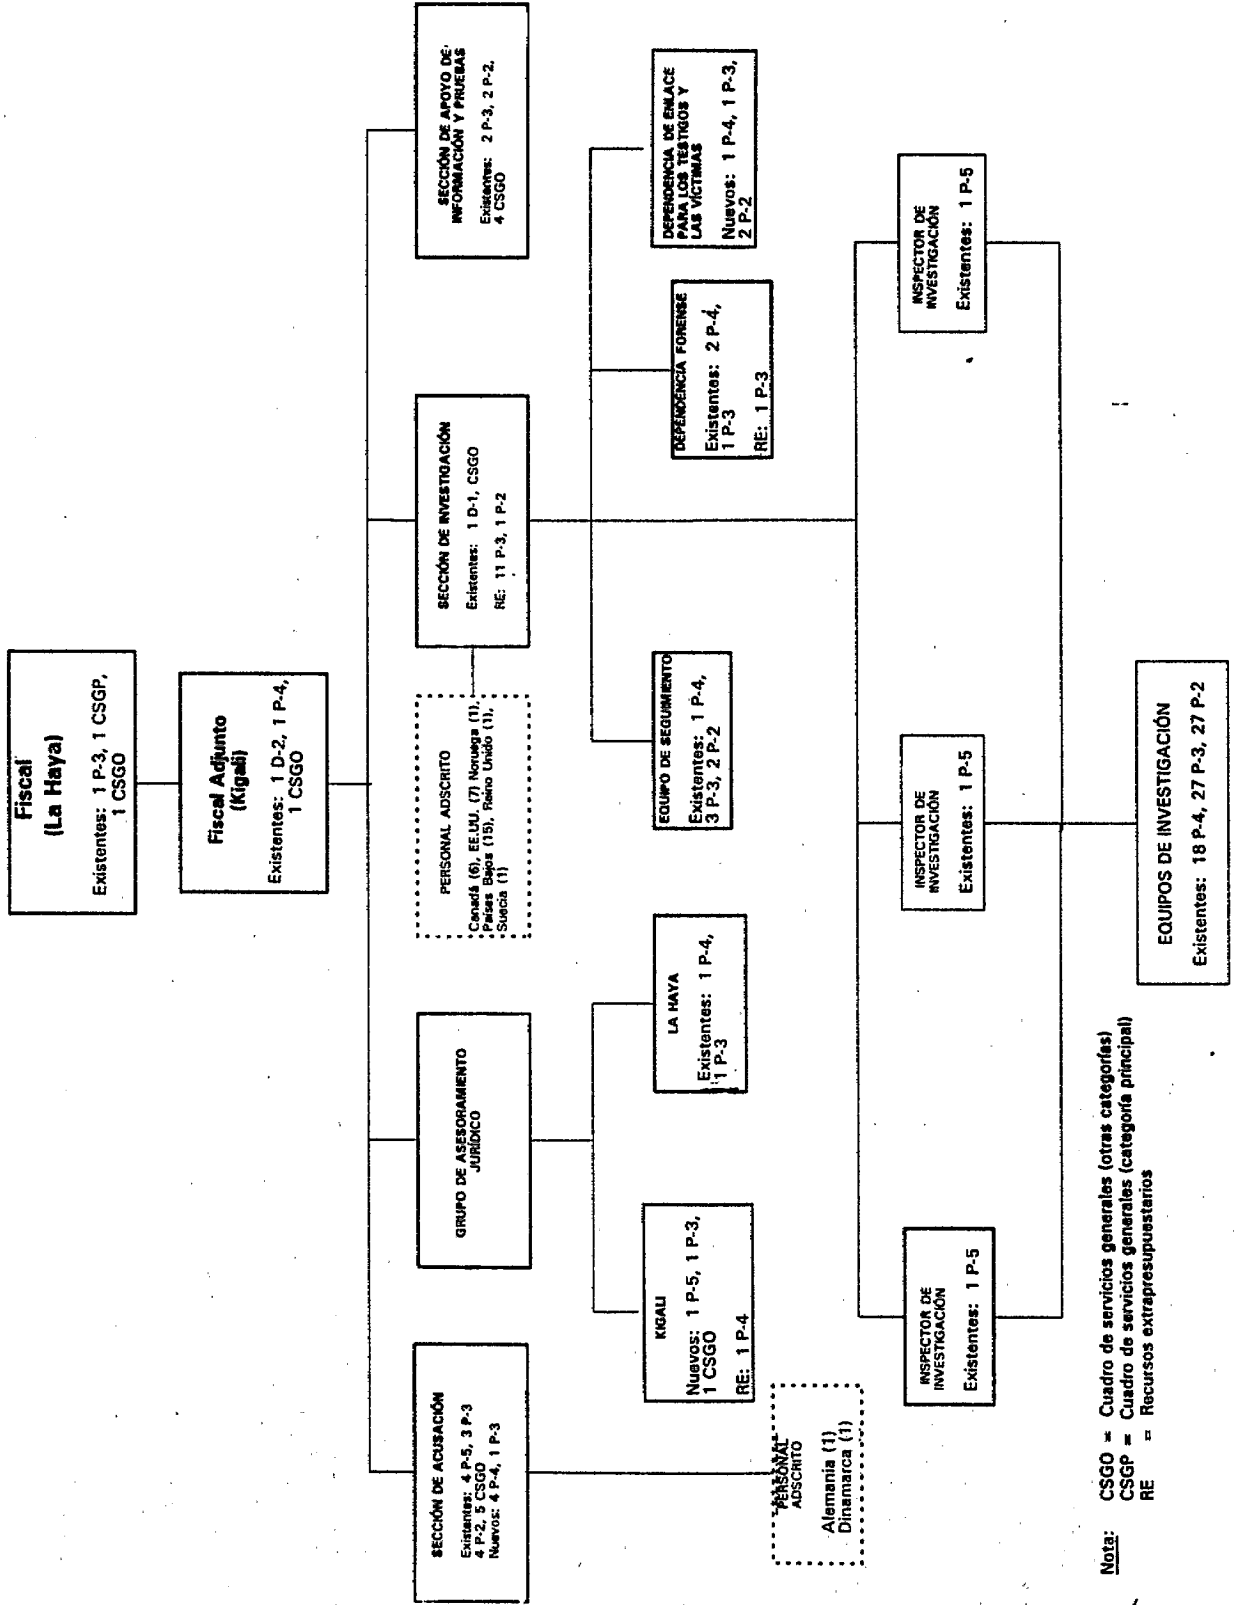 Fiscal
(La Haya)
Existentes: 1 P-3, 1 CSGP,
1 CSGO
Fiscal Adjunto
(Kigali)
Existentes: 1 D-2, 1 P-4,
1 CSGO
SECCIÓN DE ACUSACIÓN
Existentes: 4 P-5, 3 P-3
4 P-2, 5 CSGO
Nuevos: 4 P-4, 1 P-3
GRUPO DE ASESORAMIENTO
JURÍDICO
PERSONAL ADSCRITO
Canadá (6), EE.UU. (7) Noruega (1),
Países Bajos (15), Reino Unido (1),
Suecia (1)
SECCIÓN DE INVESTIGACIÓN
Existentes: 1 D-1, CSGO
RE: 11 P-3, 1 P-2
SECCIÓN DE APOYO DE
INFORMACIÓN Y PRUEBAS
Existentes: 2 P-3, 2 P-2,
4 CSGO
KIGALI
Nuevos: 1 P-5, 1 P-3,
1 CSGO
RE: 1 P-4
LA HAYA
Existentes: 1 P-4,
1 P-3
EQUIPO DE SEGUIMIENTO
Existentes: 1 P-4,
3 P-3, 2 P-2
DEPENDENCIA FORENSE
Existentes: 2 P-4,
1 P-3
RE: 1 P-3
DEPENDENCIA DE ENLACE
PARA LOS TESTIGOS Y
LAS VÍCTIMAS
Nuevos: 1 P-4, 1 P-3,
2 P-2
PERSONAL
ADSCRITO
Alemania (1)
Dinamarca (1)
INSPECTOR DE
INVESTIGACIÓN
Existentes: 1 P-5
INSPECTOR DE
INVESTIGACIÓN
Existentes: 1 P-5
INSPECTOR DE
INVESTIGACIÓN
Existentes: 1 P-5
EQUIPOS DE INVESTIGACIÓN
Existentes: 18 P-4, 27 P-3, 27 P-2
Nota: CSGO = Cuadro de servicios generales (otras categorías)
CSGP = Cuadro de servicios generales (categoría principal)
RE = Recursos extrapresupuestarios